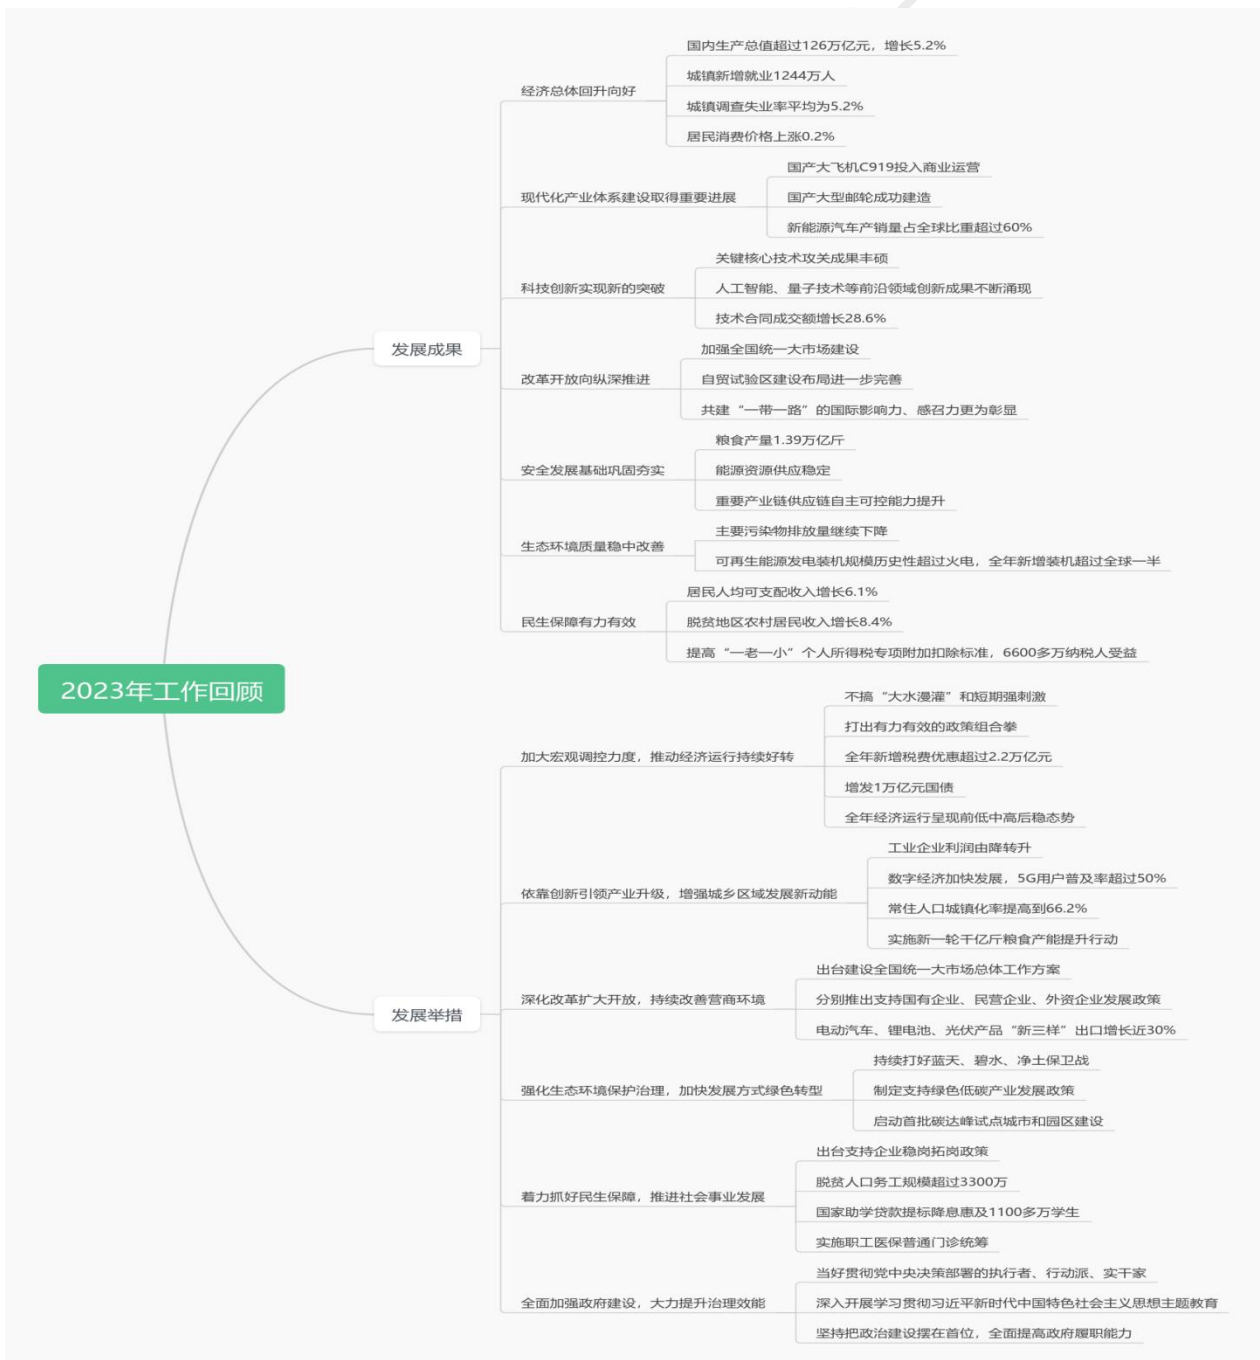 2023年工作回顾
发展成果
经济总体回升向好
国内生产总值超过126万亿元，增长5.2%
城镇新增就业1244万人
城镇调查失业率平均为5.2%
居民消费价格上涨0.2%
现代化产业体系建设取得重要进展
国产大飞机C919投入商业运营
国产大型邮轮成功建造
新能源汽车产销量占全球比重超过60%
科技创新实现新的突破
关键核心技术攻关成果丰硕
人工智能、量子技术等前沿领域创新成果不断涌现
技术合同成交额增长28.6%
改革开放向纵深推进
加强全国统一大市场建设
自贸试验区建设布局进一步完善
共建“一带一路”的国际影响力、感召力更为彰显
安全发展基础巩固夯实
粮食产量1.39万亿斤
能源资源供应稳定
重要产业链供应链自主可控能力提升
生态环境质量稳中改善
主要污染物排放量继续下降
可再生能源发电装机规模历史性超过火电，全年新增装机超过全球一半
民生保障有力有效
居民人均可支配收入增长6.1%
脱贫地区农村居民收入增长8.4%
提高“一老一小”个人所得税专项附加扣除标准，6600多万纳税人受益
发展举措
加大宏观调控力度，推动经济运行持续好转
不搞“大水漫灌”和短期强刺激
打出有力有效的政策组合拳
全年新增税费优惠超过2.2万亿元
增发1万亿元国债
全年经济运行呈现前低中高后稳态势
依靠创新引领产业升级，增强城乡区域发展新动能
工业企业利润由降转升
数字经济加快发展，5G用户普及率超过50%
常住人口城镇化率提高到66.2%
实施新一轮千亿斤粮食产能提升行动
深化改革扩大开放，持续改善营商环境
出台建设全国统一大市场总体工作方案
分别推出支持国有企业、民营企业、外资企业发展政策
电动汽车、锂电池、光伏产品“新三样”出口增长近30%
强化生态环境保护治理，加快发展方式绿色转型
持续打好蓝天、碧水、净土保卫战
制定支持绿色低碳产业发展政策
启动首批碳达峰试点城市和园区建设
着力抓好民生保障，推进社会事业发展
出台支持企业稳岗拓岗政策
脱贫人口务工规模超过3300万
国家助学贷款提标降息惠及1100多万学生
实施职工医保普通门诊统筹
全面加强政府建设，大力提升治理效能
当好贯彻党中央决策部署的执行者、行动派、实干家
深入开展学习贯彻习近平新时代中国特色社会主义思想主题教育
坚持把政治建设摆在首位，全面提高政府履职能力